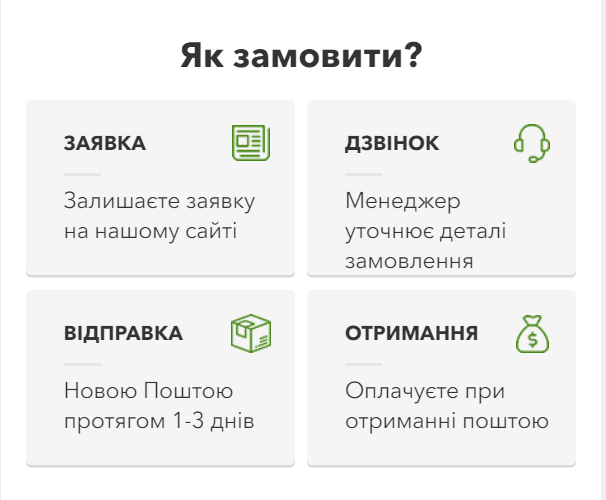 Як замовити?
ЗАЯВКА
Залишаєте заявку
на нашому сайті
ДЗВІНОК
Менеджер
уточнює деталі
замовлення
ВІДПРАВКА
Новою Поштою
протягом 1-3 днів
ОТРИМАННЯ
Оплачуєте при
отриманні поштою